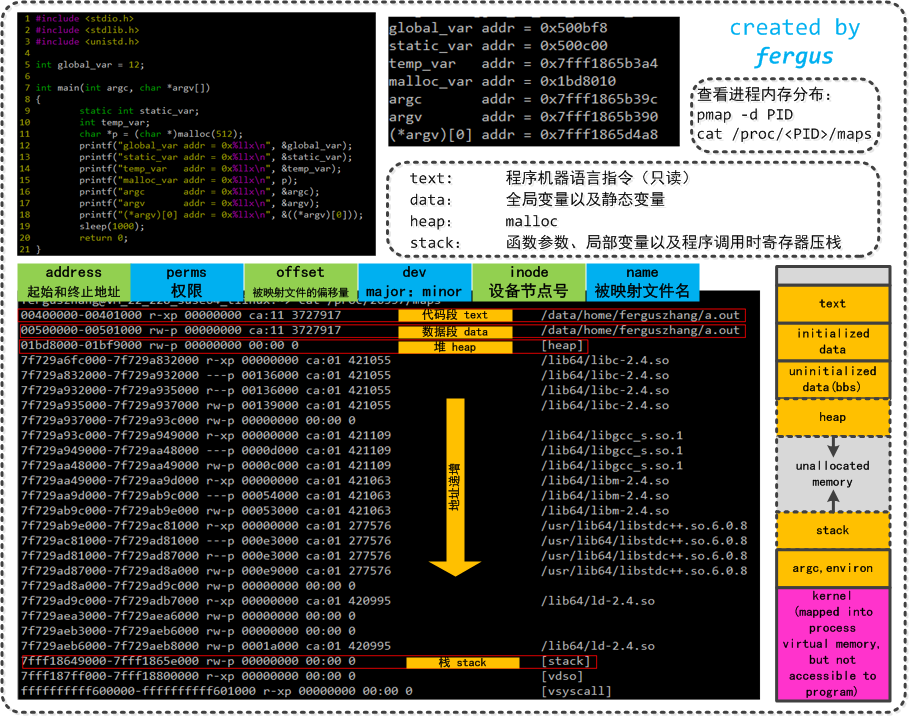 1 #include <stdio.h>
2 #include <stdlib.h>
3 #include <unistd.h>
4
5 int global_var = 12;
6
7 int main(int argc, char *argv[])
8 {
9 static int static_var;
10 int temp_var;
11 char *p = (char *)malloc(512);
12 printf("global_var addr = 0x%llx\n", &global_var);
13 printf("static_var addr = 0x%llx\n", &static_var);
14 printf("temp_var addr = 0x%llx\n", &temp_var);
15 printf("malloc_var addr = 0x%llx\n", p);
16 printf("argc addr = 0x%llx\n", &argc);
17 printf("argv addr = 0x%llx\n", &argv);
18 printf("(*argv)[0] addr = 0x%llx\n", &((*argv)[0]));
19 sleep(1000);
20 return 0;
21 }
global_var addr = 0x500bf8
static_var addr = 0x500c00
temp_var addr = 0x7fff1865b3a4
malloc_var addr = 0x1bd8010
argc addr = 0x7fff1865b39c
argv addr = 0x7fff1865b390
(*argv)[0] addr = 0x7fff1865d4a8
created by
fergus
查看进程内存分布:
pmap -d PID
cat /proc/<PID>/maps
text: 程序机器语言指令（只读）
data: 全局变量以及静态变量
heap: malloc
stack: 函数参数、局部变量以及程序调用时寄存器压栈
address perms offset dev inode name
起始和终止地址 权限 被映射文件的偏移量 major：minor 设备节点号 被映射文件名
00400000-00401000 r-xp 00000000 ca:11 3727917 代码段 text /data/home/ferguszhang/a.out
00500000-00501000 rw-p 00000000 ca:11 3727917 数据段 data /data/home/ferguszhang/a.out
01bd8000-01bf9000 rw-p 00000000 00:00 0 堆 heap [heap]
7f729a6fc000-7f729a832000 r-xp 00000000 ca:01 421055 /lib64/libc-2.4.so
7f729a832000-7f729a932000 ---p 00136000 ca:01 421055 /lib64/libc-2.4.so
7f729a932000-7f729a935000 r--p 00136000 ca:01 421055 /lib64/libc-2.4.so
7f729a935000-7f729a937000 rw-p 00139000 ca:01 421055 /lib64/libc-2.4.so
7f729a937000-7f729a93c000 rw-p 00000000 00:00 0
7f729a93c000-7f729a949000 r-xp 00000000 ca:01 421109 /lib64/libgcc_s.so.1
7f729a949000-7f729aa48000 ---p 0000d000 ca:01 421109 /lib64/libgcc_s.so.1
7f729aa48000-7f729aa49000 rw-p 0000c000 ca:01 421109 /lib64/libgcc_s.so.1
7f729aa49000-7f729aa9d000 r-xp 00000000 ca:01 421063 /lib64/libm-2.4.so
7f729aa9d000-7f729ab9c000 ---p 00054000 ca:01 421063 /lib64/libm-2.4.so
7f729ab9c000-7f729ab9e000 rw-p 00053000 ca:01 421063 /lib64/libm-2.4.so
7f729ab9e000-7f729ac81000 r-xp 00000000 ca:01 277576 /usr/lib64/libstdc++.so.6.0.8
7f729ac81000-7f729ad81000 ---p 000e3000 ca:01 277576 /usr/lib64/libstdc++.so.6.0.8
7f729ad81000-7f729ad87000 r--p 000e3000 ca:01 277576 /usr/lib64/libstdc++.so.6.0.8
7f729ad87000-7f729ad8a000 rw-p 000e9000 ca:01 277576 /usr/lib64/libstdc++.so.6.0.8
7f729ad8a000-7f729ad9c000 rw-p 00000000 00:00 0
7f729ad9c000-7f729adb7000 r-xp 00000000 ca:01 420995 /lib64/ld-2.4.so
7f729aea3000-7f729aea6000 rw-p 00000000 00:00 0
7f729aeb3000-7f729aeb6000 rw-p 00000000 00:00 0
7f729aeb6000-7f729aeb8000 rw-p 0001a000 ca:01 420995 /lib64/ld-2.4.so
7fff18649000-7fff1865e000 rw-p 00000000 00:00 0 栈 stack [stack]
7fff187ff000-7fff18800000 r-xp 00000000 00:00 0 [vdso]
ffffffffff600000-ffffffffff601000 r-xp 00000000 00:00 0 [vsyscall]
地址递增
text
initialized
data
uninitialized
data(bbs)
heap
unallocated
memory
stack
argc,environ
kernel
(mapped into
process
virtual memory,
but not
accessible to
program)